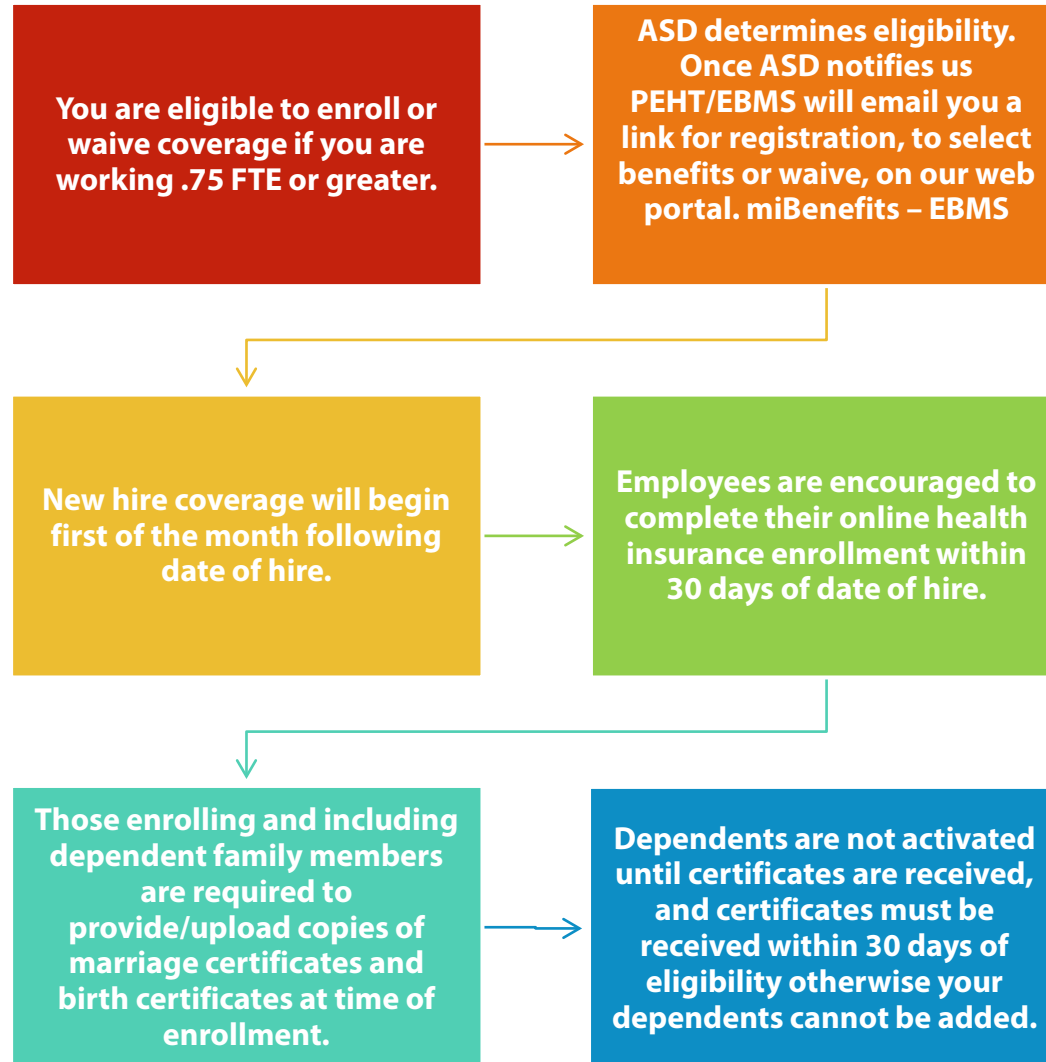 You are eligible to enroll or
waive coverage if you are
working .75 FTE or greater.
ASD determines eligibility.
Once ASD notifies us
PEHT/EBMS will email you a
link for registration, to select
benefits or waive, on our web
portal. miBenefits – EBMS
New hire coverage will begin
first of the month following
date of hire.
Employees are encouraged to
complete their online health
insurance enrollment within
30 days of date of hire.
Those enrolling and including
dependent family members
are required to
provide/upload copies of
marriage certificates and
birth certificates at time of
enrollment.
Dependents are not activated
until certificates are received,
and certificates must be
received within 30 days of
eligibility otherwise your
dependents cannot be added.